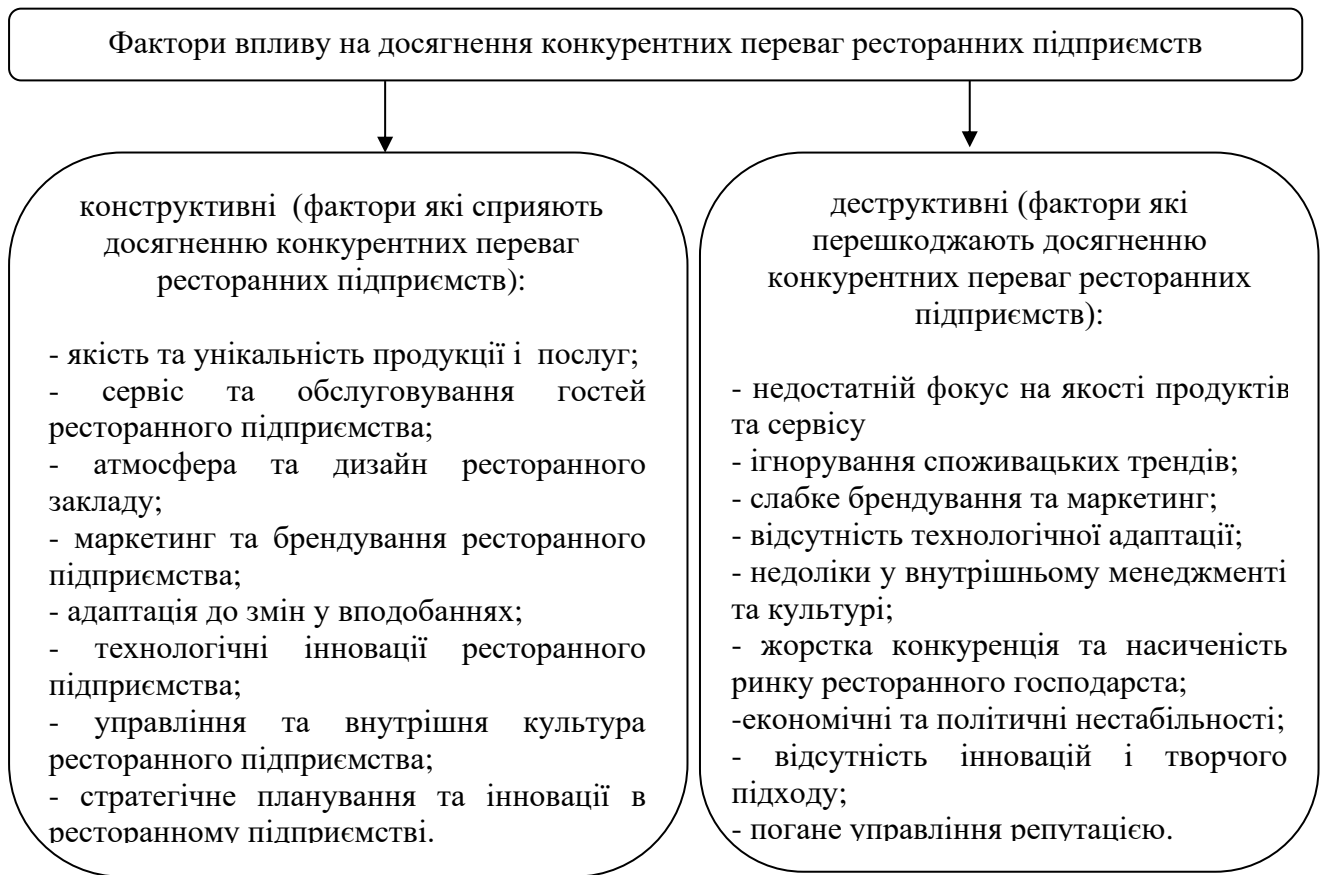 Фактори впливу на досягнення конкурентних переваг ресторанних підприємств
конструктивні (фактори які сприяють
досягненню конкурентних переваг
ресторанних підприємств):
- якість та унікальність продукції і послуг;
- сервіс та обслуговування гостей
ресторанного підприємства;
- атмосфера та дизайн ресторанного
закладу;
- маркетинг та брендування ресторанного
підприємства;
- адаптація до змін у вподобаннях;
- технологічні інновації ресторанного
підприємства;
- управління та внутрішня культура
ресторанного підприємства;
- стратегічне планування та інновації в
ресторанному підприємстві.
деструктивні (фактори які
перешкоджають досягненню
конкурентних переваг ресторанних
підприємств):
- недостатній фокус на якості продуктів
та сервісу
- ігнорування споживацьких трендів;
- слабке брендування та маркетинг;
- відсутність технологічної адаптації;
- недоліки у внутрішньому менеджменті
та культурі;
- жорстка конкуренція та насиченість
ринку ресторанного господарста;
-економічні та політичні нестабільності;
- відсутність інновацій і творчого
підходу;
- погане управління репутацією.